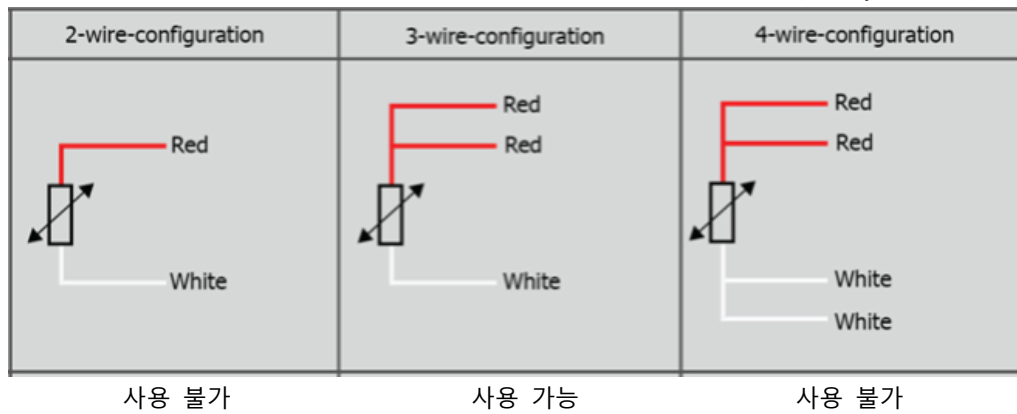 2-wire-configuration 3-wire-configuration 4-wire-configuration
Red
Red
White
Red
Red
White
Red
Red
White
White
사용 불가 사용 가능 사용 불가